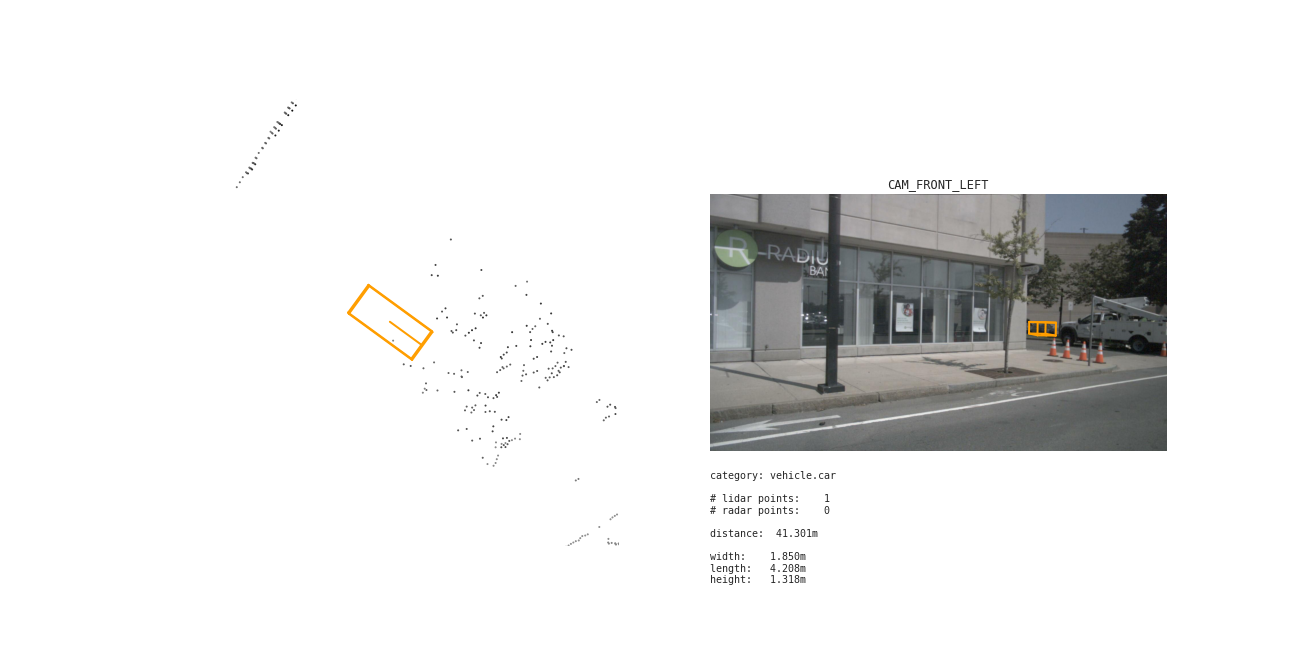 CAM_FRONT_LEFT
R RADIU
BAN
category: vehicle.car
# lidar points: 1
# radar points: 0
distance: 41.301m
width: 1.850m
length: 4.208m
height: 1.318m